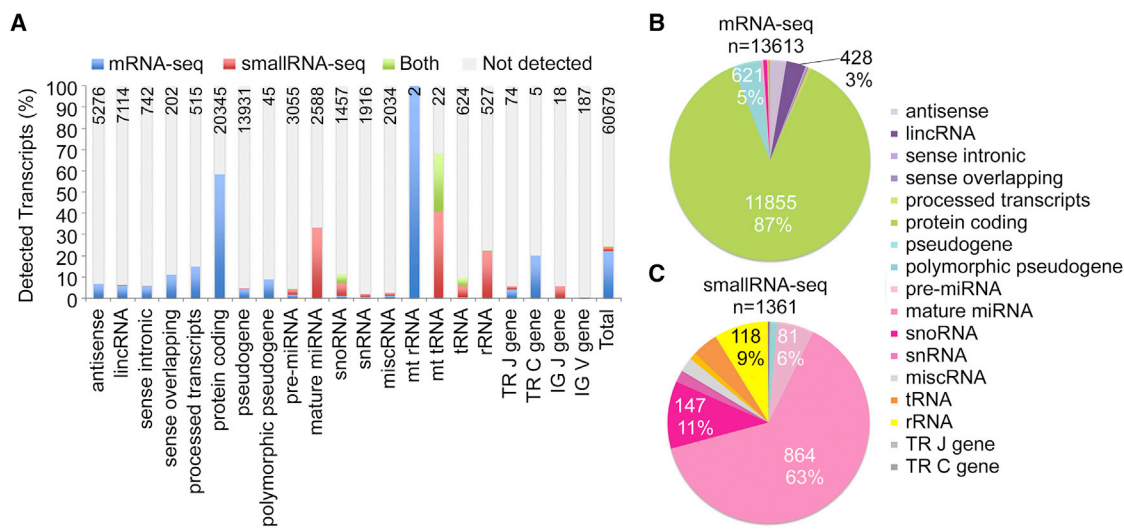 A
mRNA-seq smallRNA-seq Both Not detected
Detected Transcripts (%)
100
90
80
70
60
50
40
30
20
10
0
5276 7114 742 202 515 20345 13931 45 3055 2588 1457 1916 2034 2 22 624 527 74 5 18 187 60679
antisense
lincRNA
sense intronic
sense overlapping
processed transcripts
protein coding
pseudogene
polymorphic pseudogene
pre-miRNA
mature miRNA
snoRNA
snRNA
miscRNA
mt rRNA
mt tRNA
tRNA
rRNA
TR J gene
TR C gene
IG J gene
IG V gene
Total
B
mRNA-seq
n=13613
428
3%
621
5%
11855
87%
C
smallRNA-seq
n=1361
118
9%
81
6%
147
11%
864
63%
antisense
lincRNA
sense intronic
sense overlapping
processed transcripts
protein coding
pseudogene
polymorphic pseudogene
pre-miRNA
mature miRNA
snoRNA
snRNA
miscRNA
tRNA
rRNA
TR J gene
TR C gene